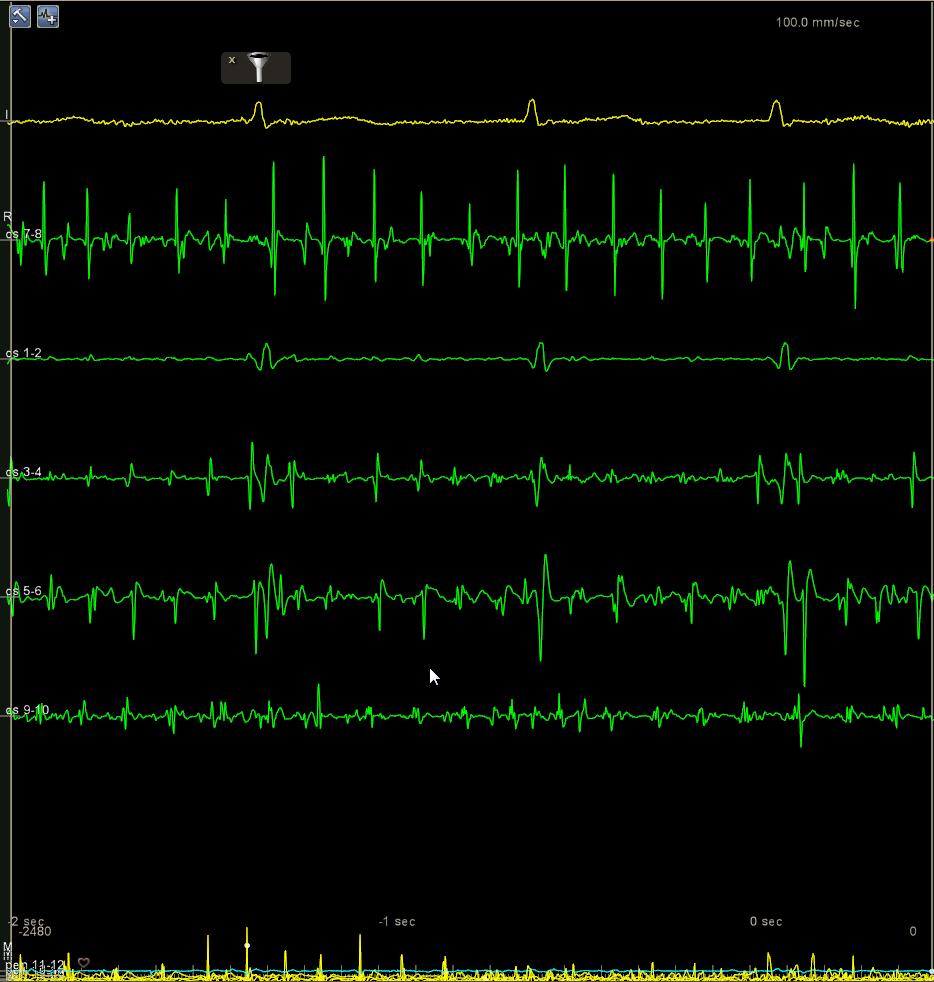 100.0 mm/sec
x
I
R
cs 7-8
cs 1-2
cs 3-4
cs 5-6
cs 9-10
-2 sec
-1 sec
0 sec
-2480
0
M
pen 11-12